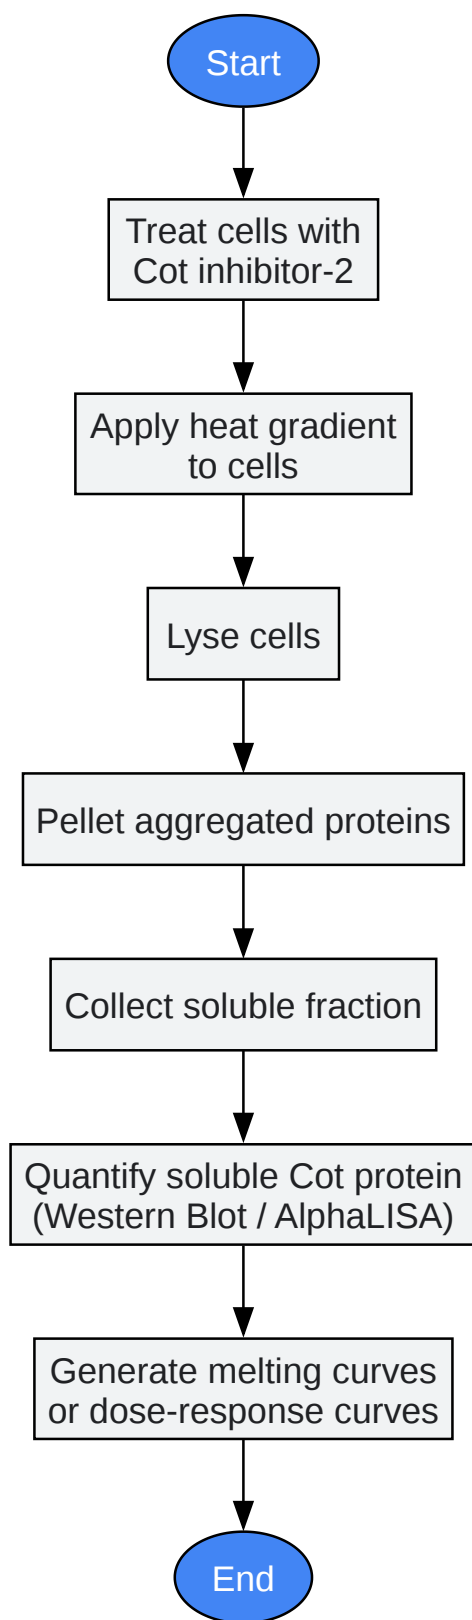 Start
Treat cells with
Cot inhibitor-2
Apply heat gradient
to cells
Lyse cells
Pellet aggregated proteins
Collect soluble fraction
Quantify soluble Cot protein
(Western Blot / AlphaLISA)
Generate melting curves
or dose-response curves
End